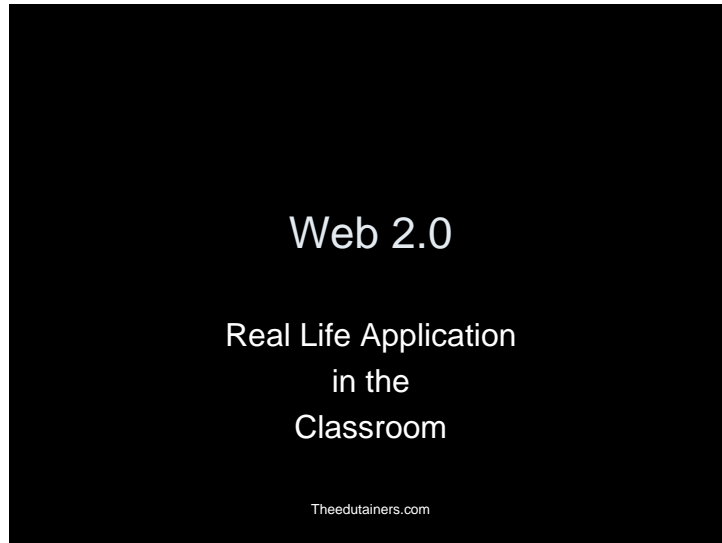 Web 2.0
Real Life Application
in the
Classroom
Theedutainers.com